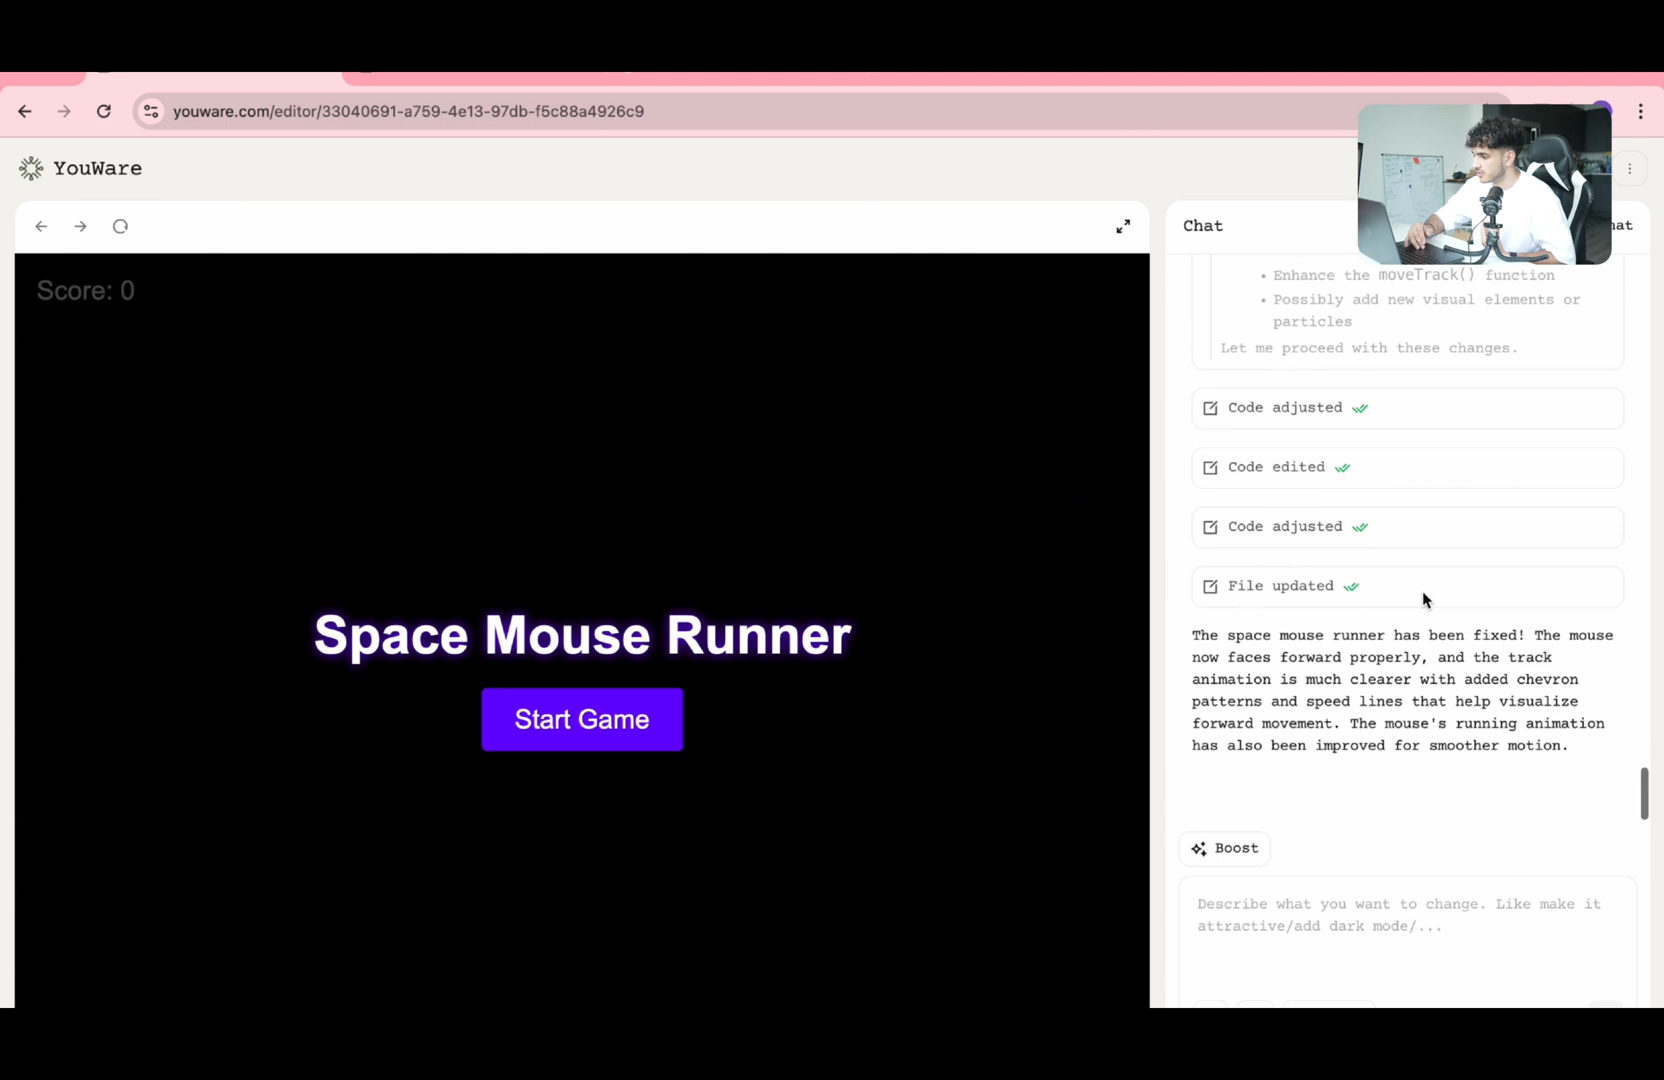 youware.com/editor/33040691-a759-4e13-97db-f5c88a4926c9
YouWare
Score: 0
Space Mouse Runner
Start Game
Chat
hat
• Enhance the moveTrack() function
• Possibly add new visual elements or
particles
Let me proceed with these changes.
Code adjusted
Code edited
Code adjusted
File updated
The space mouse runner has been fixed! The mouse
now faces forward properly, and the track
animation is much clearer with added chevron
patterns and speed lines that help visualize
forward movement. The mouse's running animation
has also been improved for smoother motion.
Boost
Describe what you want to change. Like make it
attractive/add dark mode/...